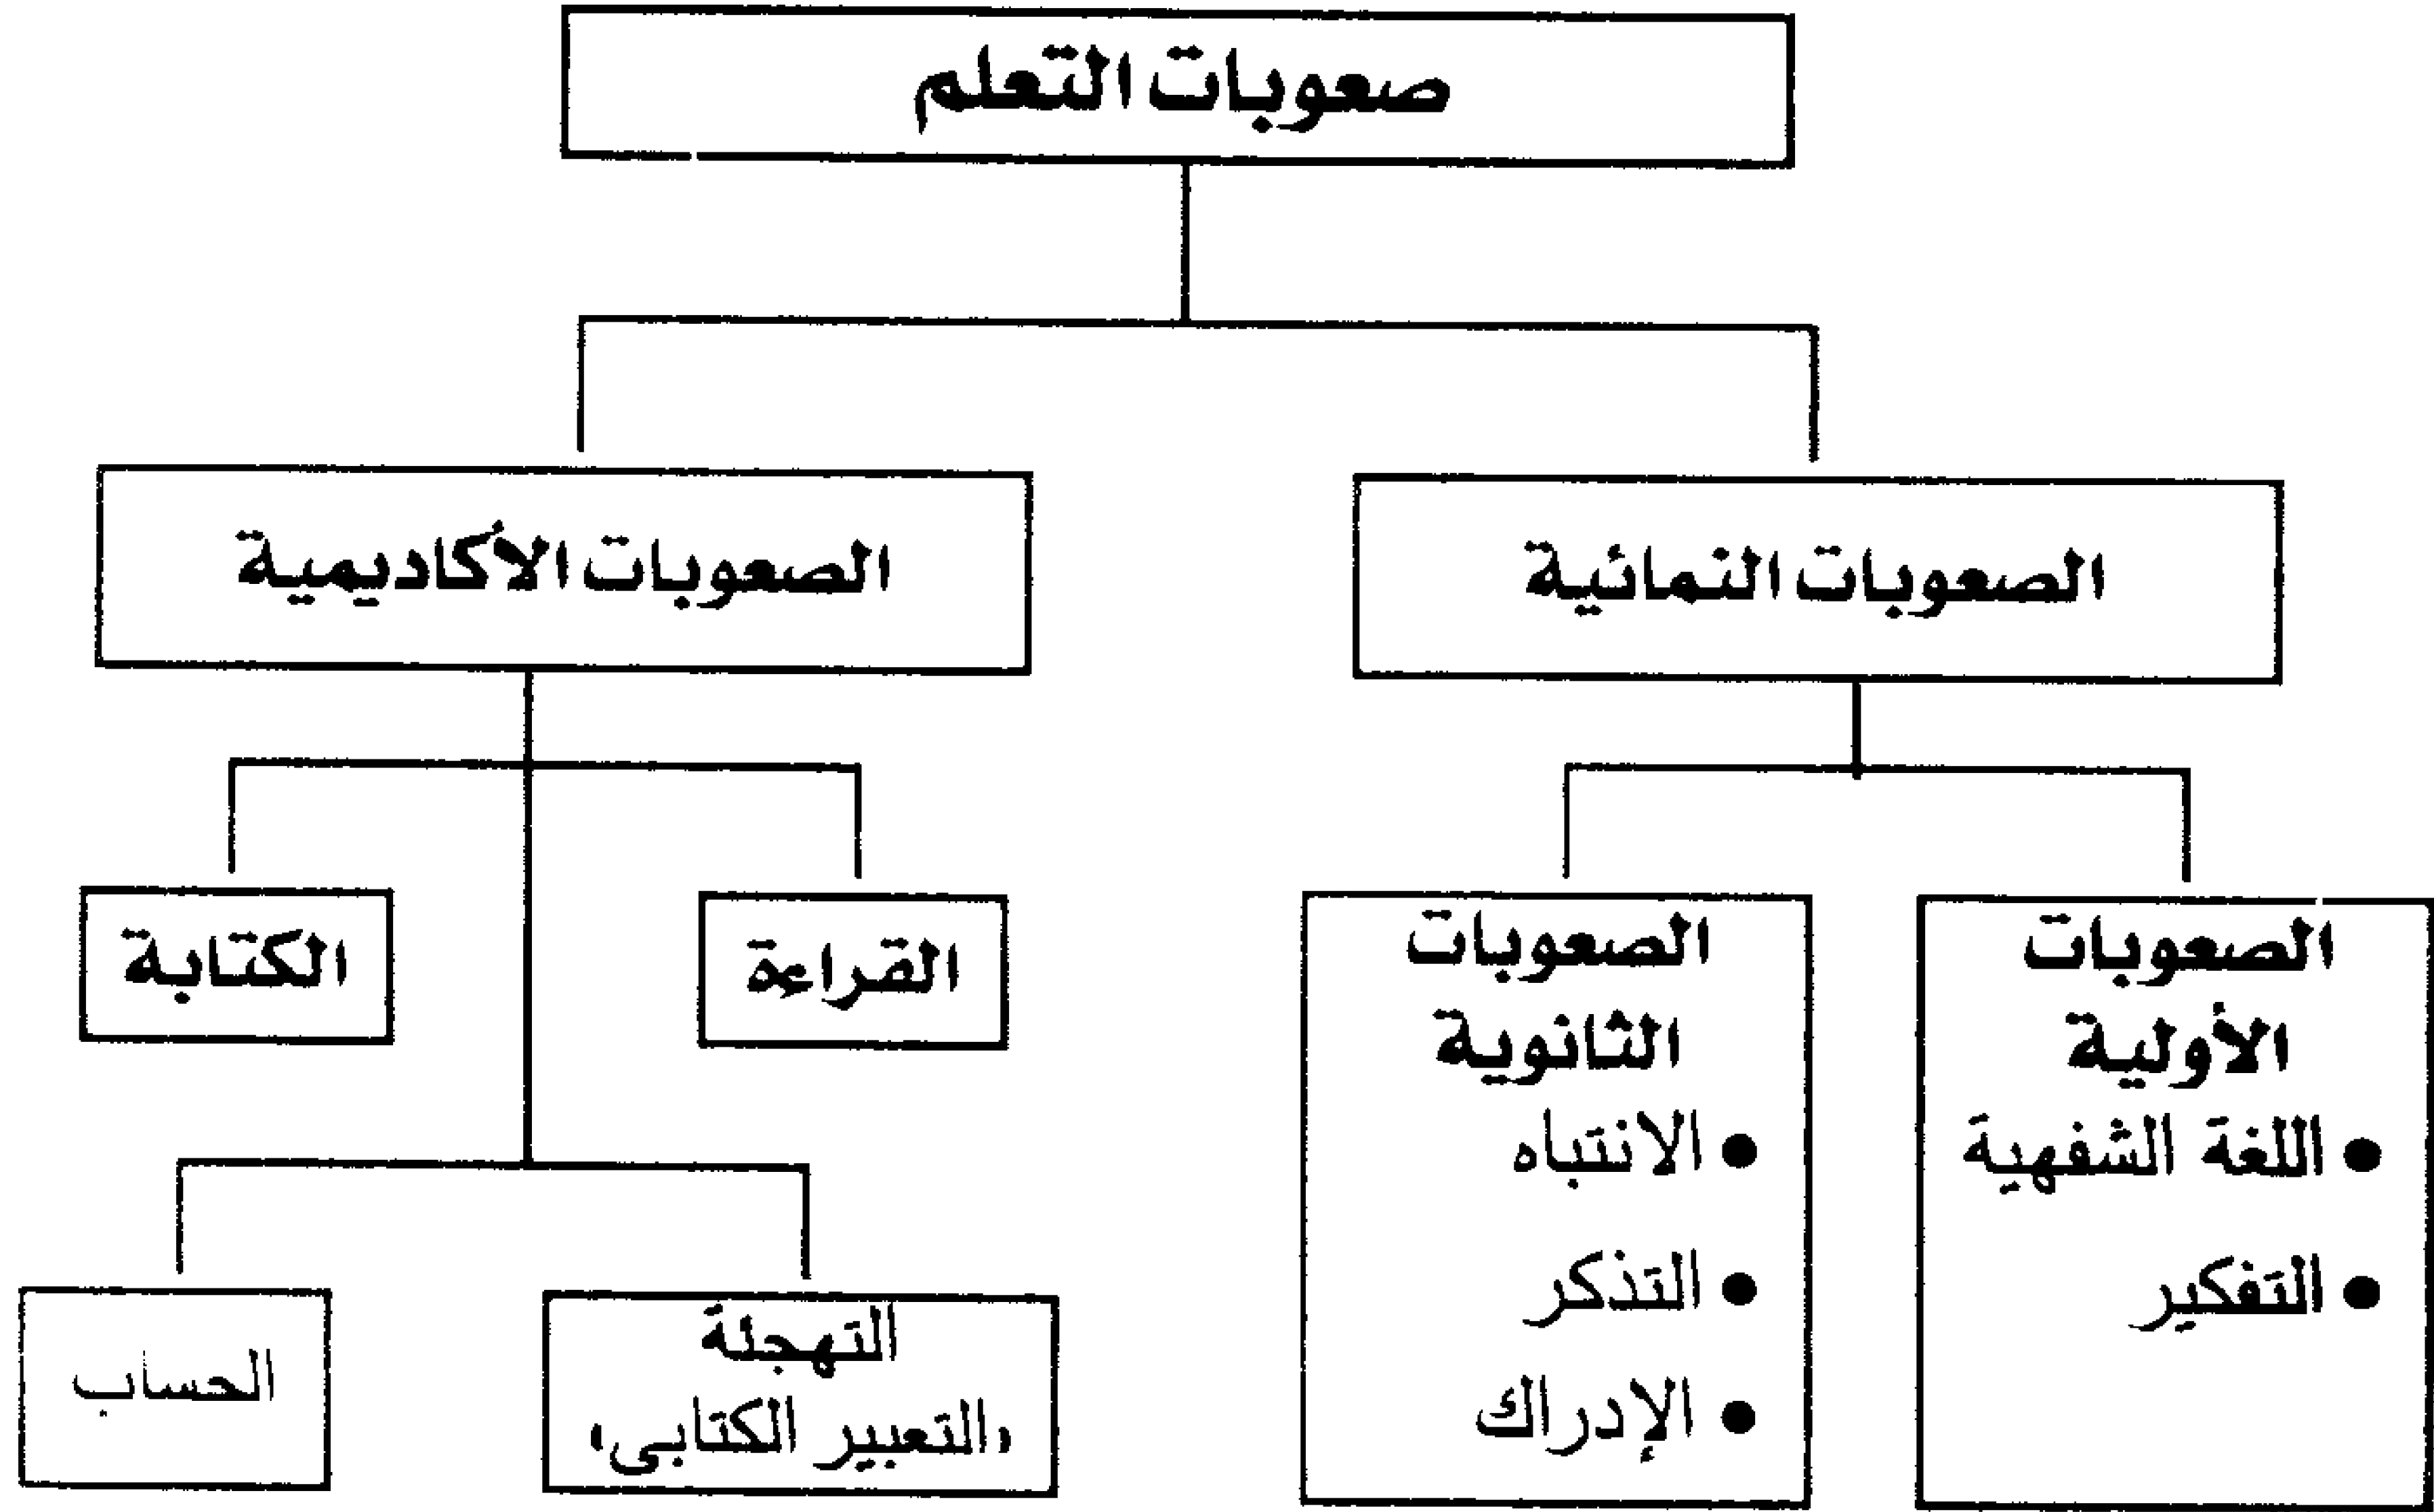 صعوبات التعلم
الصعوبات النمائية
الصعوبات الأكاديمية
الصعوبات
الأولية
• اللغة الشفهية
• التفكير
الصعوبات
الثانوية
• الانتباه
• التذكر
• الإدراك
القراءة
الكتابة
التهجئة
«التعبير الكتابى»
الحساب